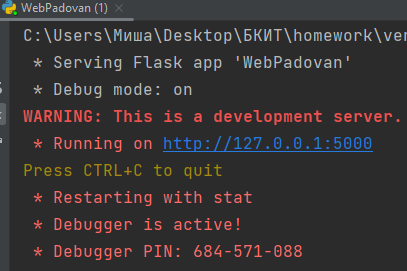 WebPadovan (1)
C:\Users\Миша\Desktop\БКИТ\homework\ve
* Serving Flask app 'WebPadovan'
* Debug mode: on
WARNING: This is a development server.
* Running on http://127.0.0.1:5000
Press CTRL+C to quit
* Restarting with stat
* Debugger is active!
* Debugger PIN: 684-571-088